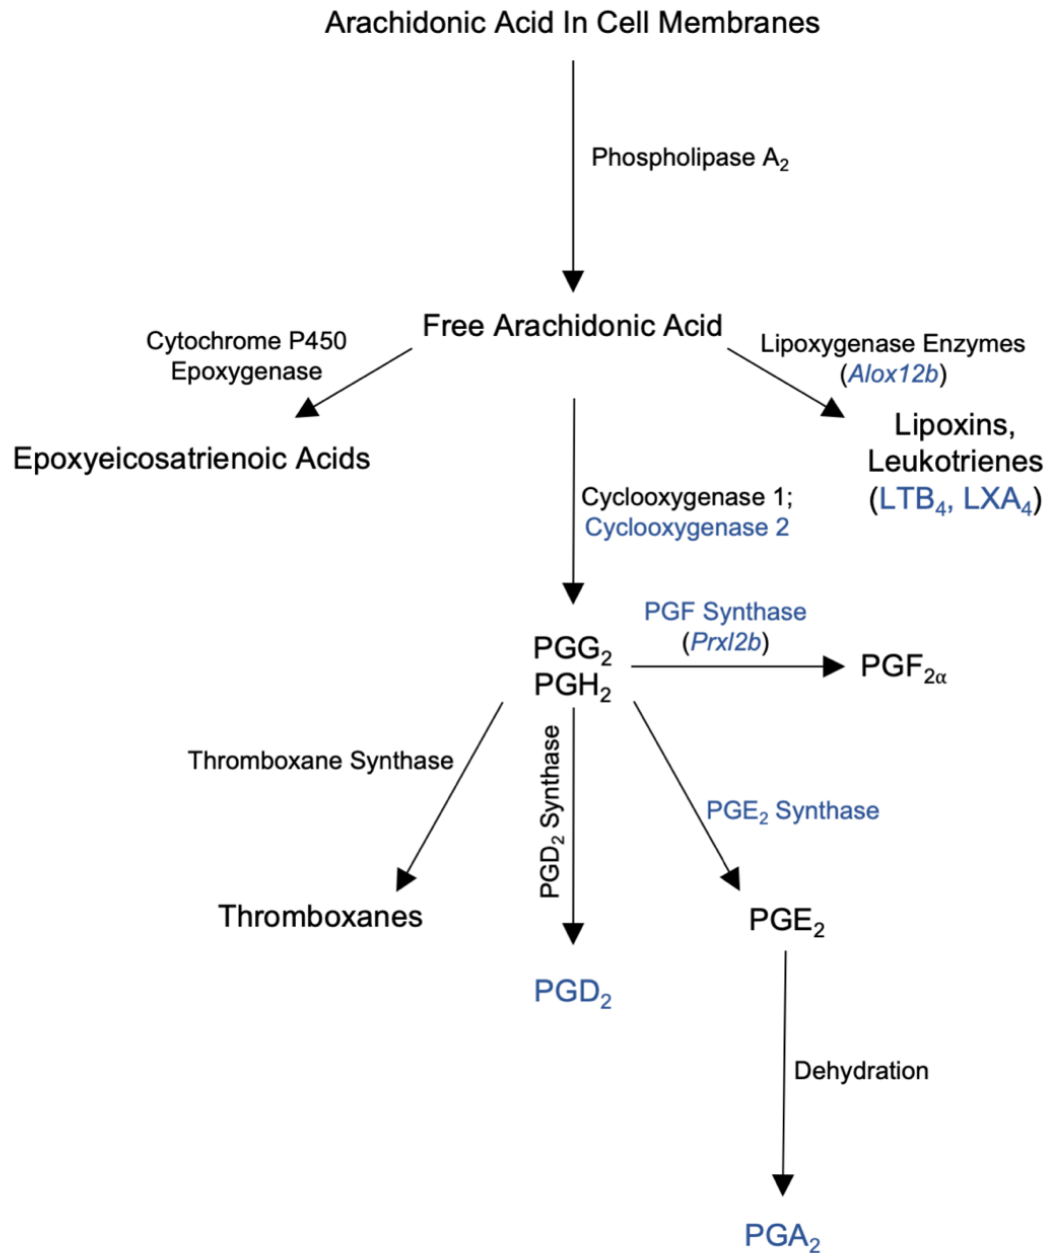 Arachidonic Acid In Cell Membranes
Phospholipase A₂
Free Arachidonic Acid
Cytochrome P450
Epoxygenase
Lipoxygenase Enzymes
(Alox12b)
Epoxyeicosatrienoic Acids
Lipoxins,
Leukotrienes
(LTB₄, LXA₄)
Cyclooxygenase 1;
Cyclooxygenase 2
PGG₂
PGH₂
PGF Synthase
(Prxl2b)
PGF₂α
Thromboxane Synthase
PGD₂ Synthase
PGE₂ Synthase
Thromboxanes
PGD₂
PGE₂
Dehydration
PGA₂